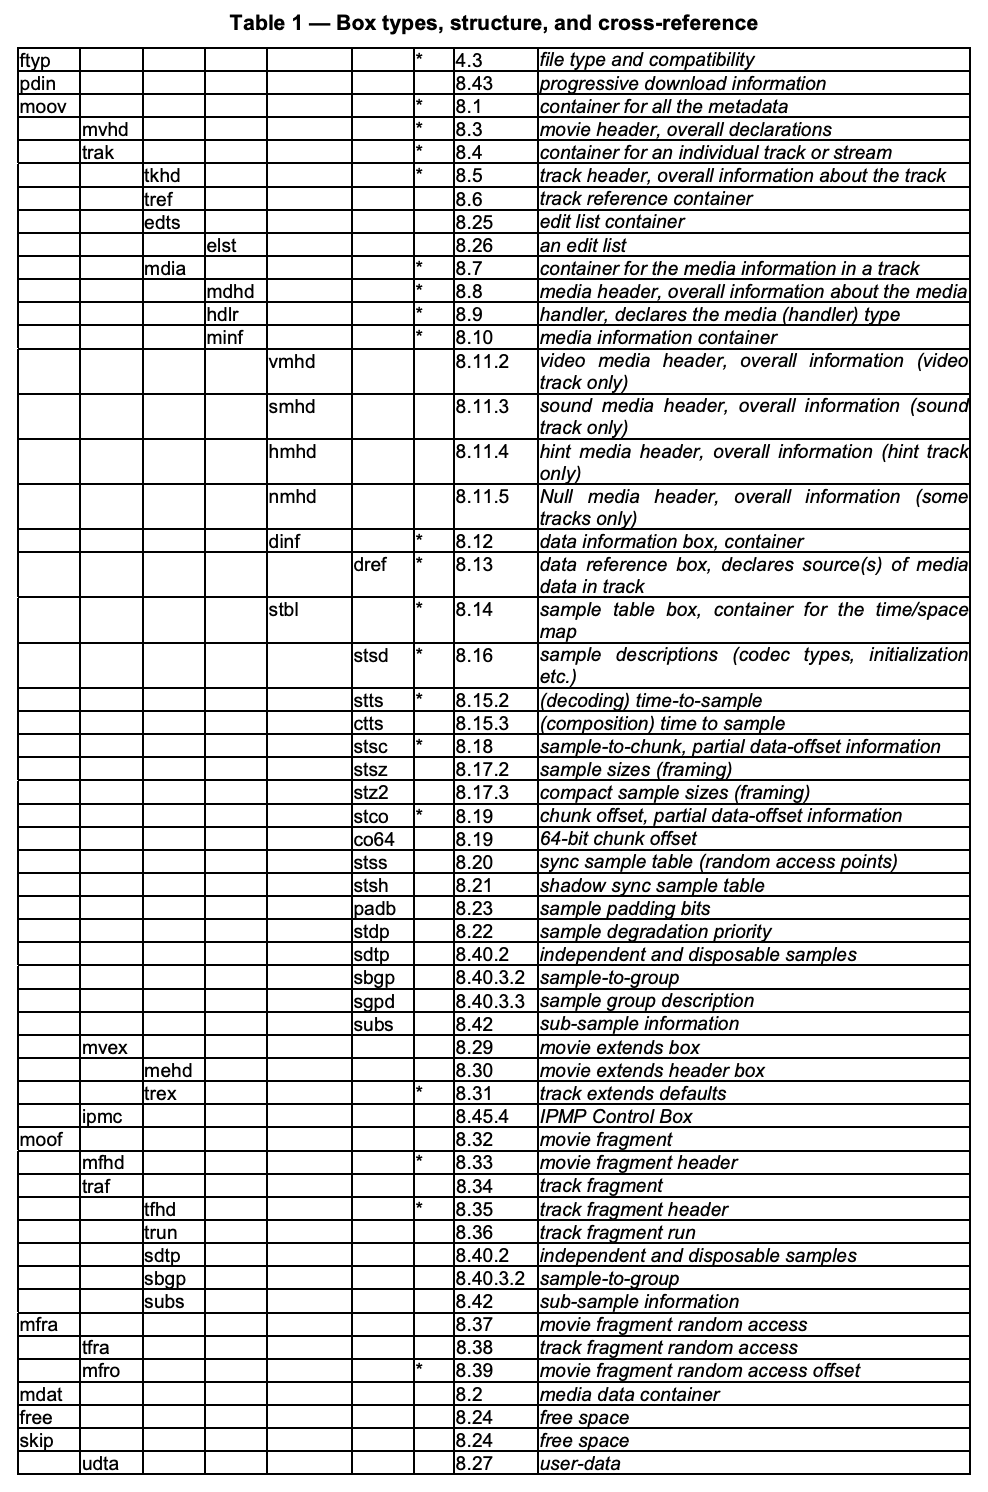 Table 1 — Box types, structure, and cross-reference
ftyp * 4.3 file type and compatibility
pdin 8.43 progressive download information
moov * 8.1 container for all the metadata
mvhd * 8.3 movie header, overall declarations
trak * 8.4 container for an individual track or stream
tkhd * 8.5 track header, overall information about the track
tref 8.6 track reference container
edts 8.25 edit list container
elst 8.26 an edit list
mdia * 8.7 container for the media information in a track
mdhd * 8.8 media header, overall information about the media
hdlr * 8.9 handler, declares the media (handler) type
minf * 8.10 media information container
vmhd 8.11.2 video media header, overall information (video
track only)
smhd 8.11.3 sound media header, overall information (sound
track only)
hmhd 8.11.4 hint media header, overall information (hint track
only)
nmhd 8.11.5 Null media header, overall information (some
tracks only)
dinf * 8.12 data information box, container
dref * 8.13 data reference box, declares source(s) of media
data in track
stbl * 8.14 sample table box, container for the time/space
map
stsd * 8.16 sample descriptions (codec types, initialization
etc.)
stts * 8.15.2 (decoding) time-to-sample
ctts 8.15.3 (composition) time to sample
stsc * 8.18 sample-to-chunk, partial data-offset information
stsz 8.17.2 sample sizes (framing)
stz2 8.17.3 compact sample sizes (framing)
stco * 8.19 chunk offset, partial data-offset information
co64 8.19 64-bit chunk offset
stss 8.20 sync sample table (random access points)
stsh 8.21 shadow sync sample table
padb 8.23 sample padding bits
stdp 8.22 sample degradation priority
sdtp 8.40.2 independent and disposable samples
sbgp 8.40.3.2 sample-to-group
sgpd 8.40.3.3 sample group description
subs 8.42 sub-sample information
mvex 8.29 movie extends box
mehd 8.30 movie extends header box
trex * 8.31 track extends defaults
ipmc 8.45.4 IPMP Control Box
moof 8.32 movie fragment
mfhd * 8.33 movie fragment header
traf 8.34 track fragment
tfhd * 8.35 track fragment header
trun 8.36 track fragment run
sdtp 8.40.2 independent and disposable samples
sbgp 8.40.3.2 sample-to-group
subs 8.42 sub-sample information
mfra 8.37 movie fragment random access
tfra 8.38 track fragment random access
mfro * 8.39 movie fragment random access offset
mdat 8.2 media data container
free 8.24 free space
skip 8.24 free space
udta 8.27 user-data